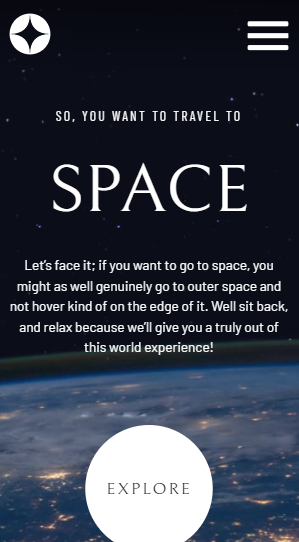 SO, YOU WANT TO TRAVEL TO
SPACE
Let's face it; if you want to go to space, you
might as well genuinely go to outer space and
not hover kind of on the edge of it. Well sit back,
and relax because we'll give you a truly out of
this world experience!
EXPLORE